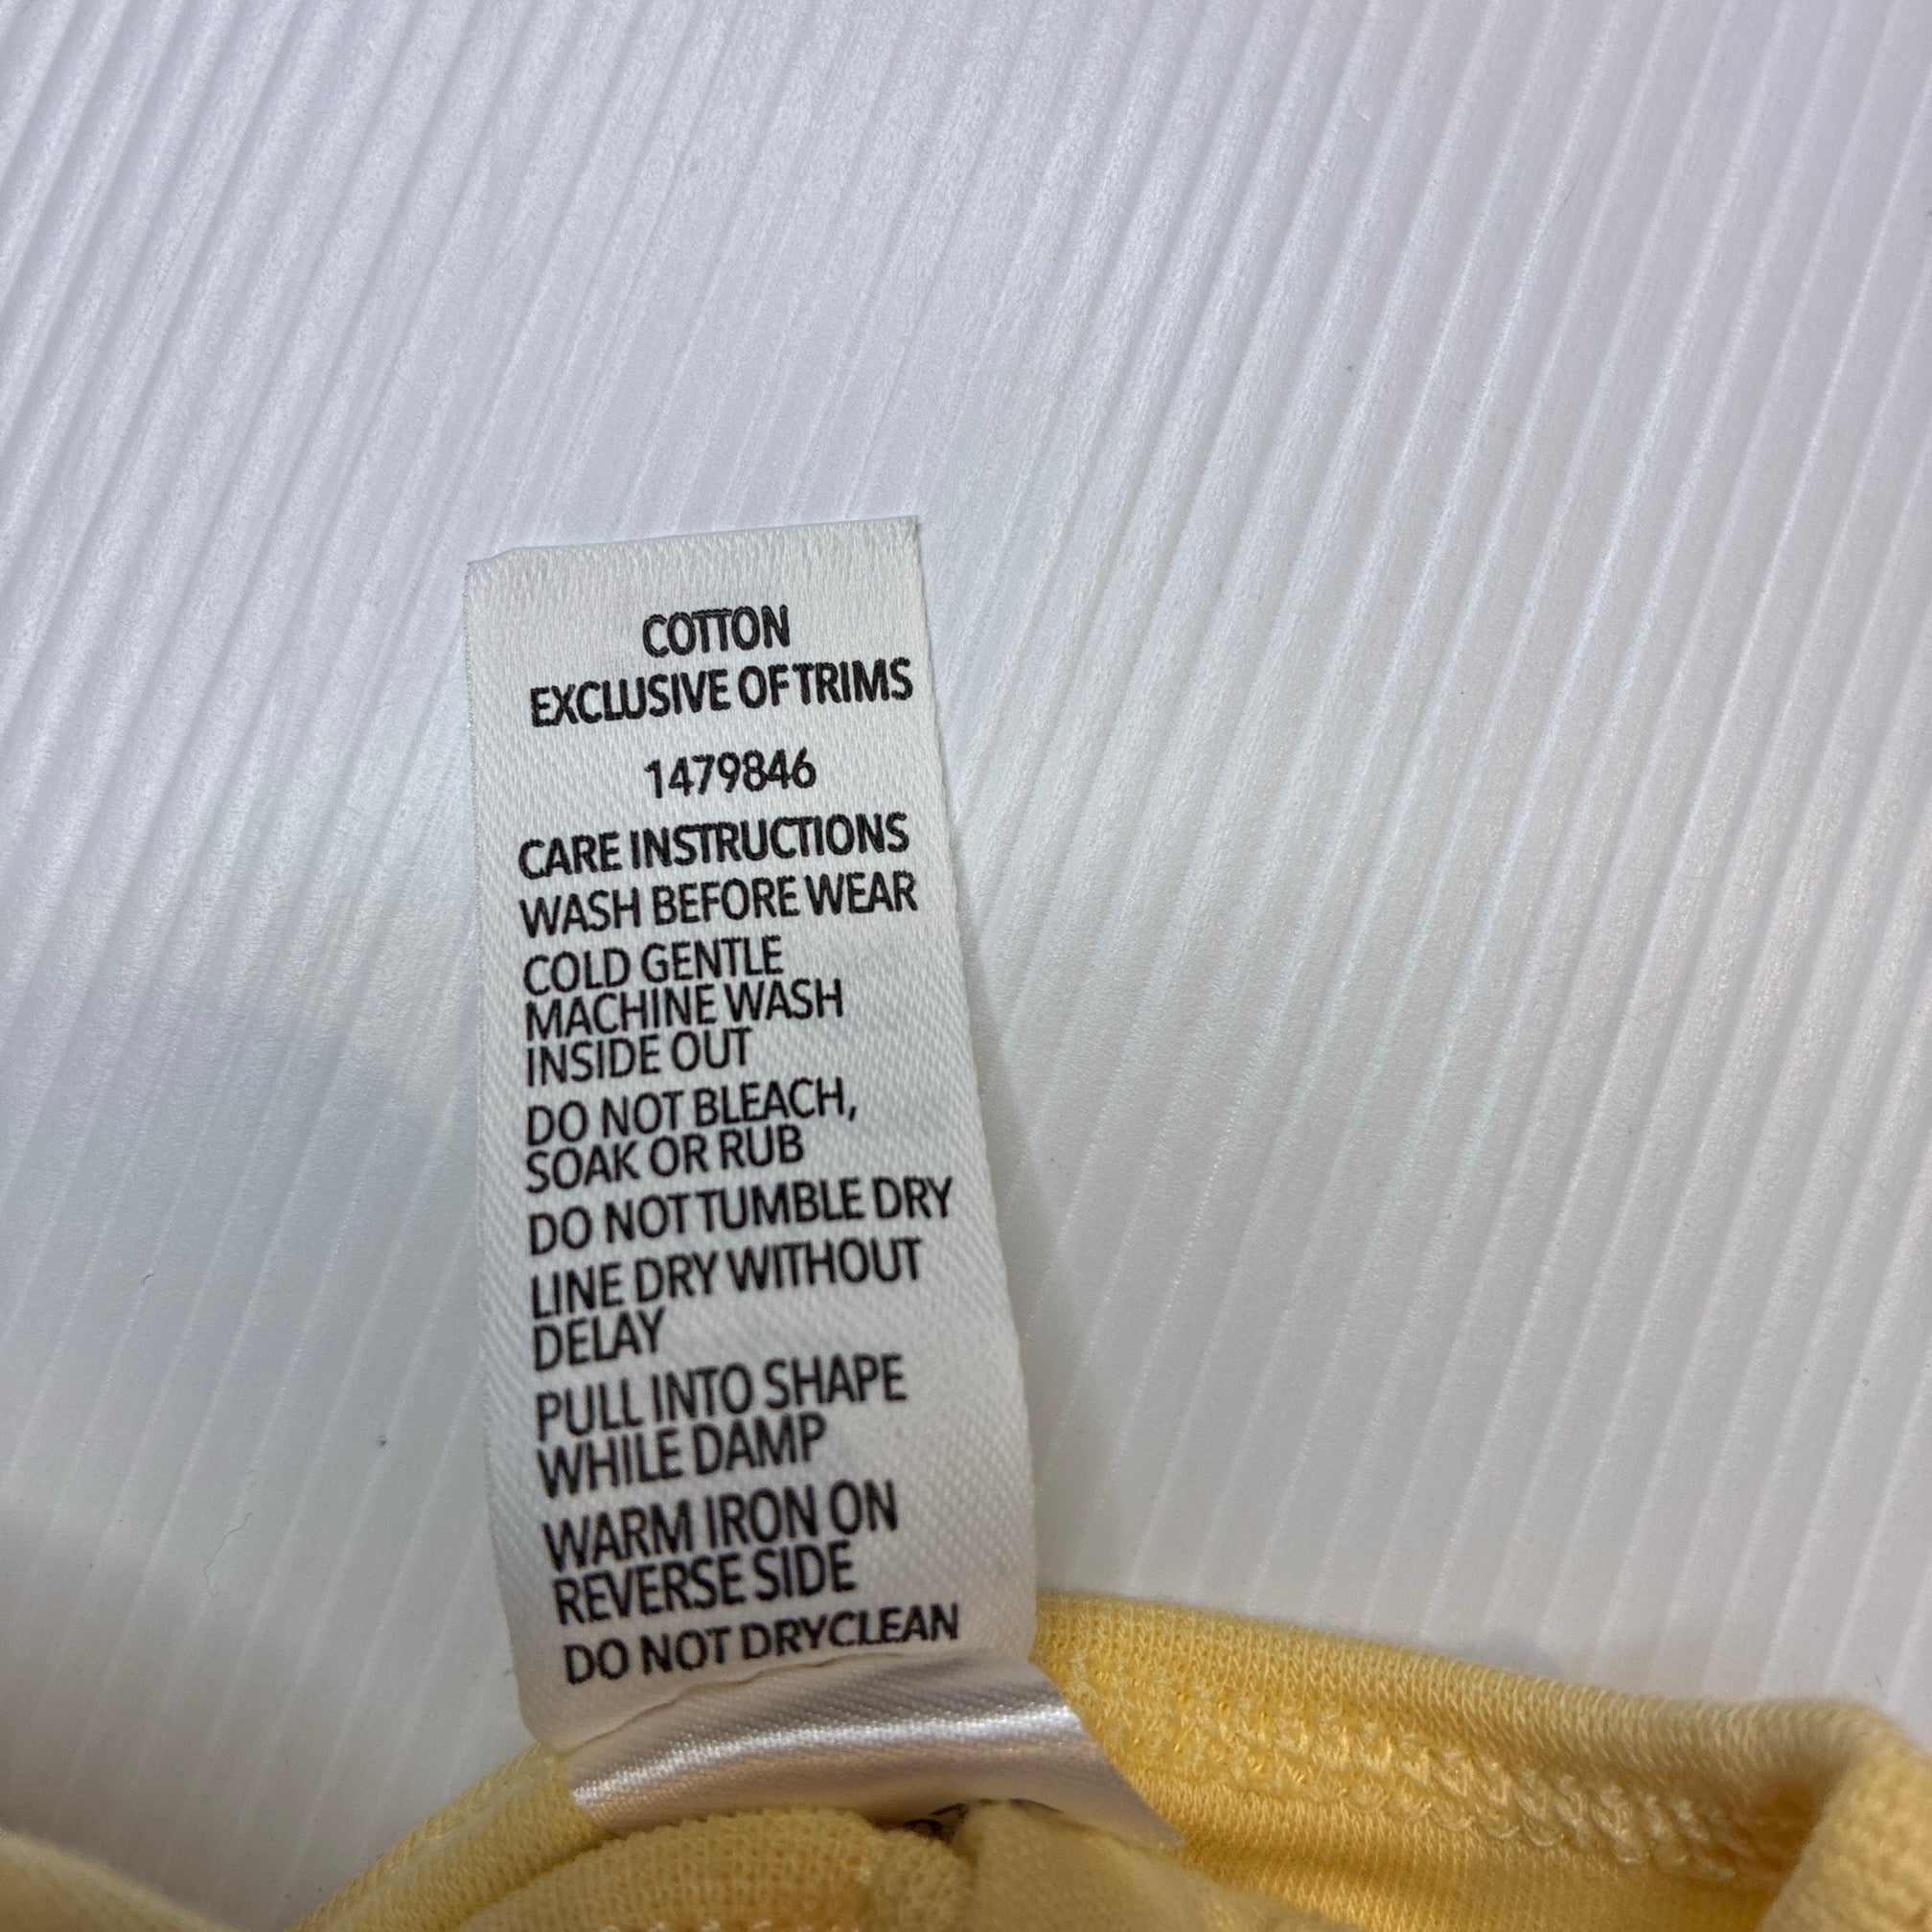 COTTON
EXCLUSIVE OF TRIMS
1479846
CARE INSTRUCTIONS
WASH BEFORE WEAR
COLD GENTLE
MACHINE WASH
INSIDE OUT
DO NOT BLEACH,
SOAK OR RUB
DO NOT TUMBLE DRY
LINE DRY WITHOUT
DELAY
PULL INTO SHAPE
WHILE DAMP
WARM IRON ON
REVERSE SIDE
DO NOT DRYCLEAN